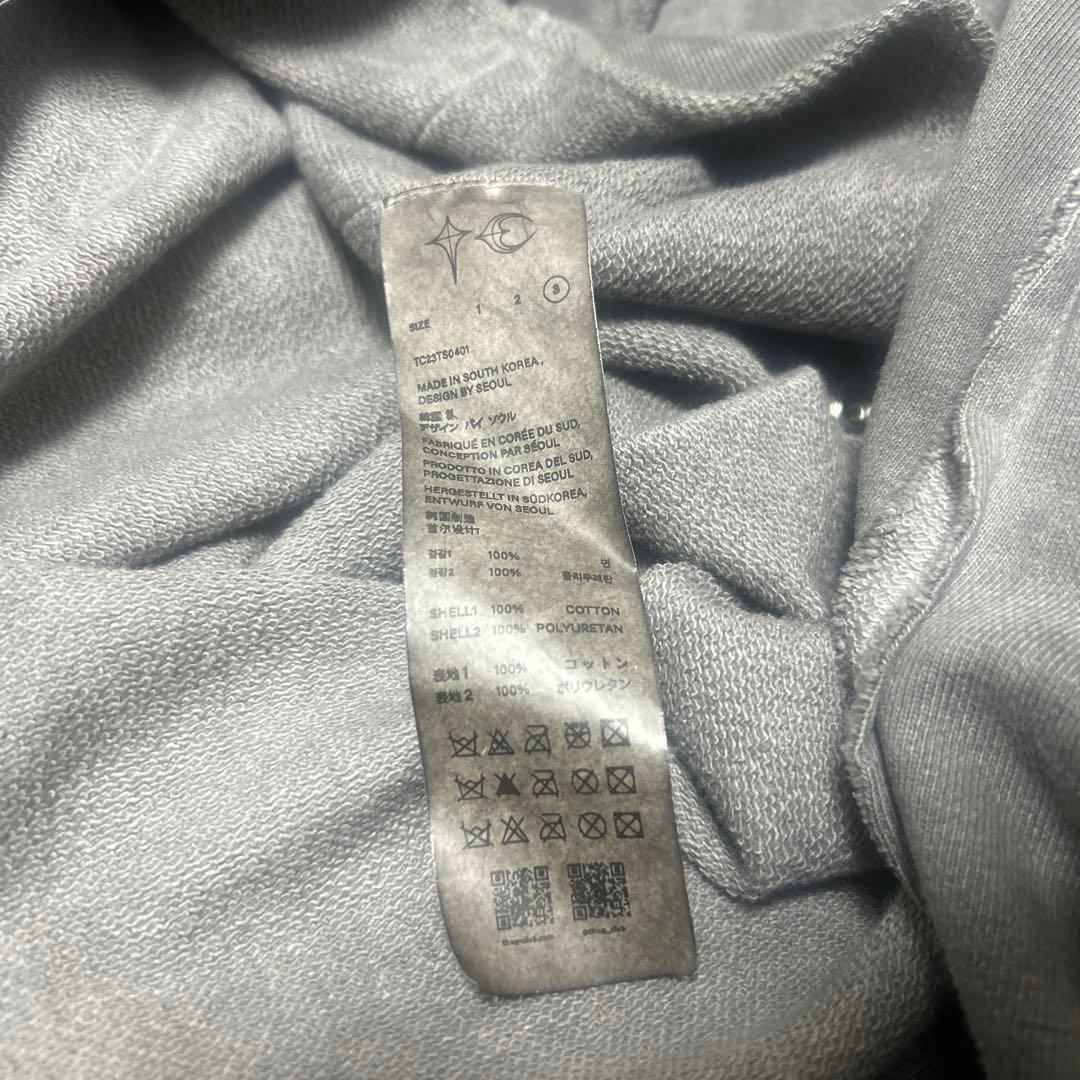 SIZE 1 2 3
TC23TS0401
MADE IN SOUTH KOREA.,
DESIGN BY SEOUL
韓国製
デザイン バイ ソウル
FABRIQUÉ EN CORÉE DU SUD,
CONCEPTION PAR SÉOUL
PRODOTTO IN COREA DEL SUD,
PROGETTAZIONE DI SEOUL
HERGESTELLT IN SÜDKOREA,
ENTWURF VON SEOUL
韩国制造
首尔设计
겉감1 100% 면
겉감2 100% 폴리우레탄
SHELL1 100% COTTON
SHELL2 100% POLYURETAN
表地1 100% コットン
表地2 100% ポリウレタン
thugclub.com @thug_club